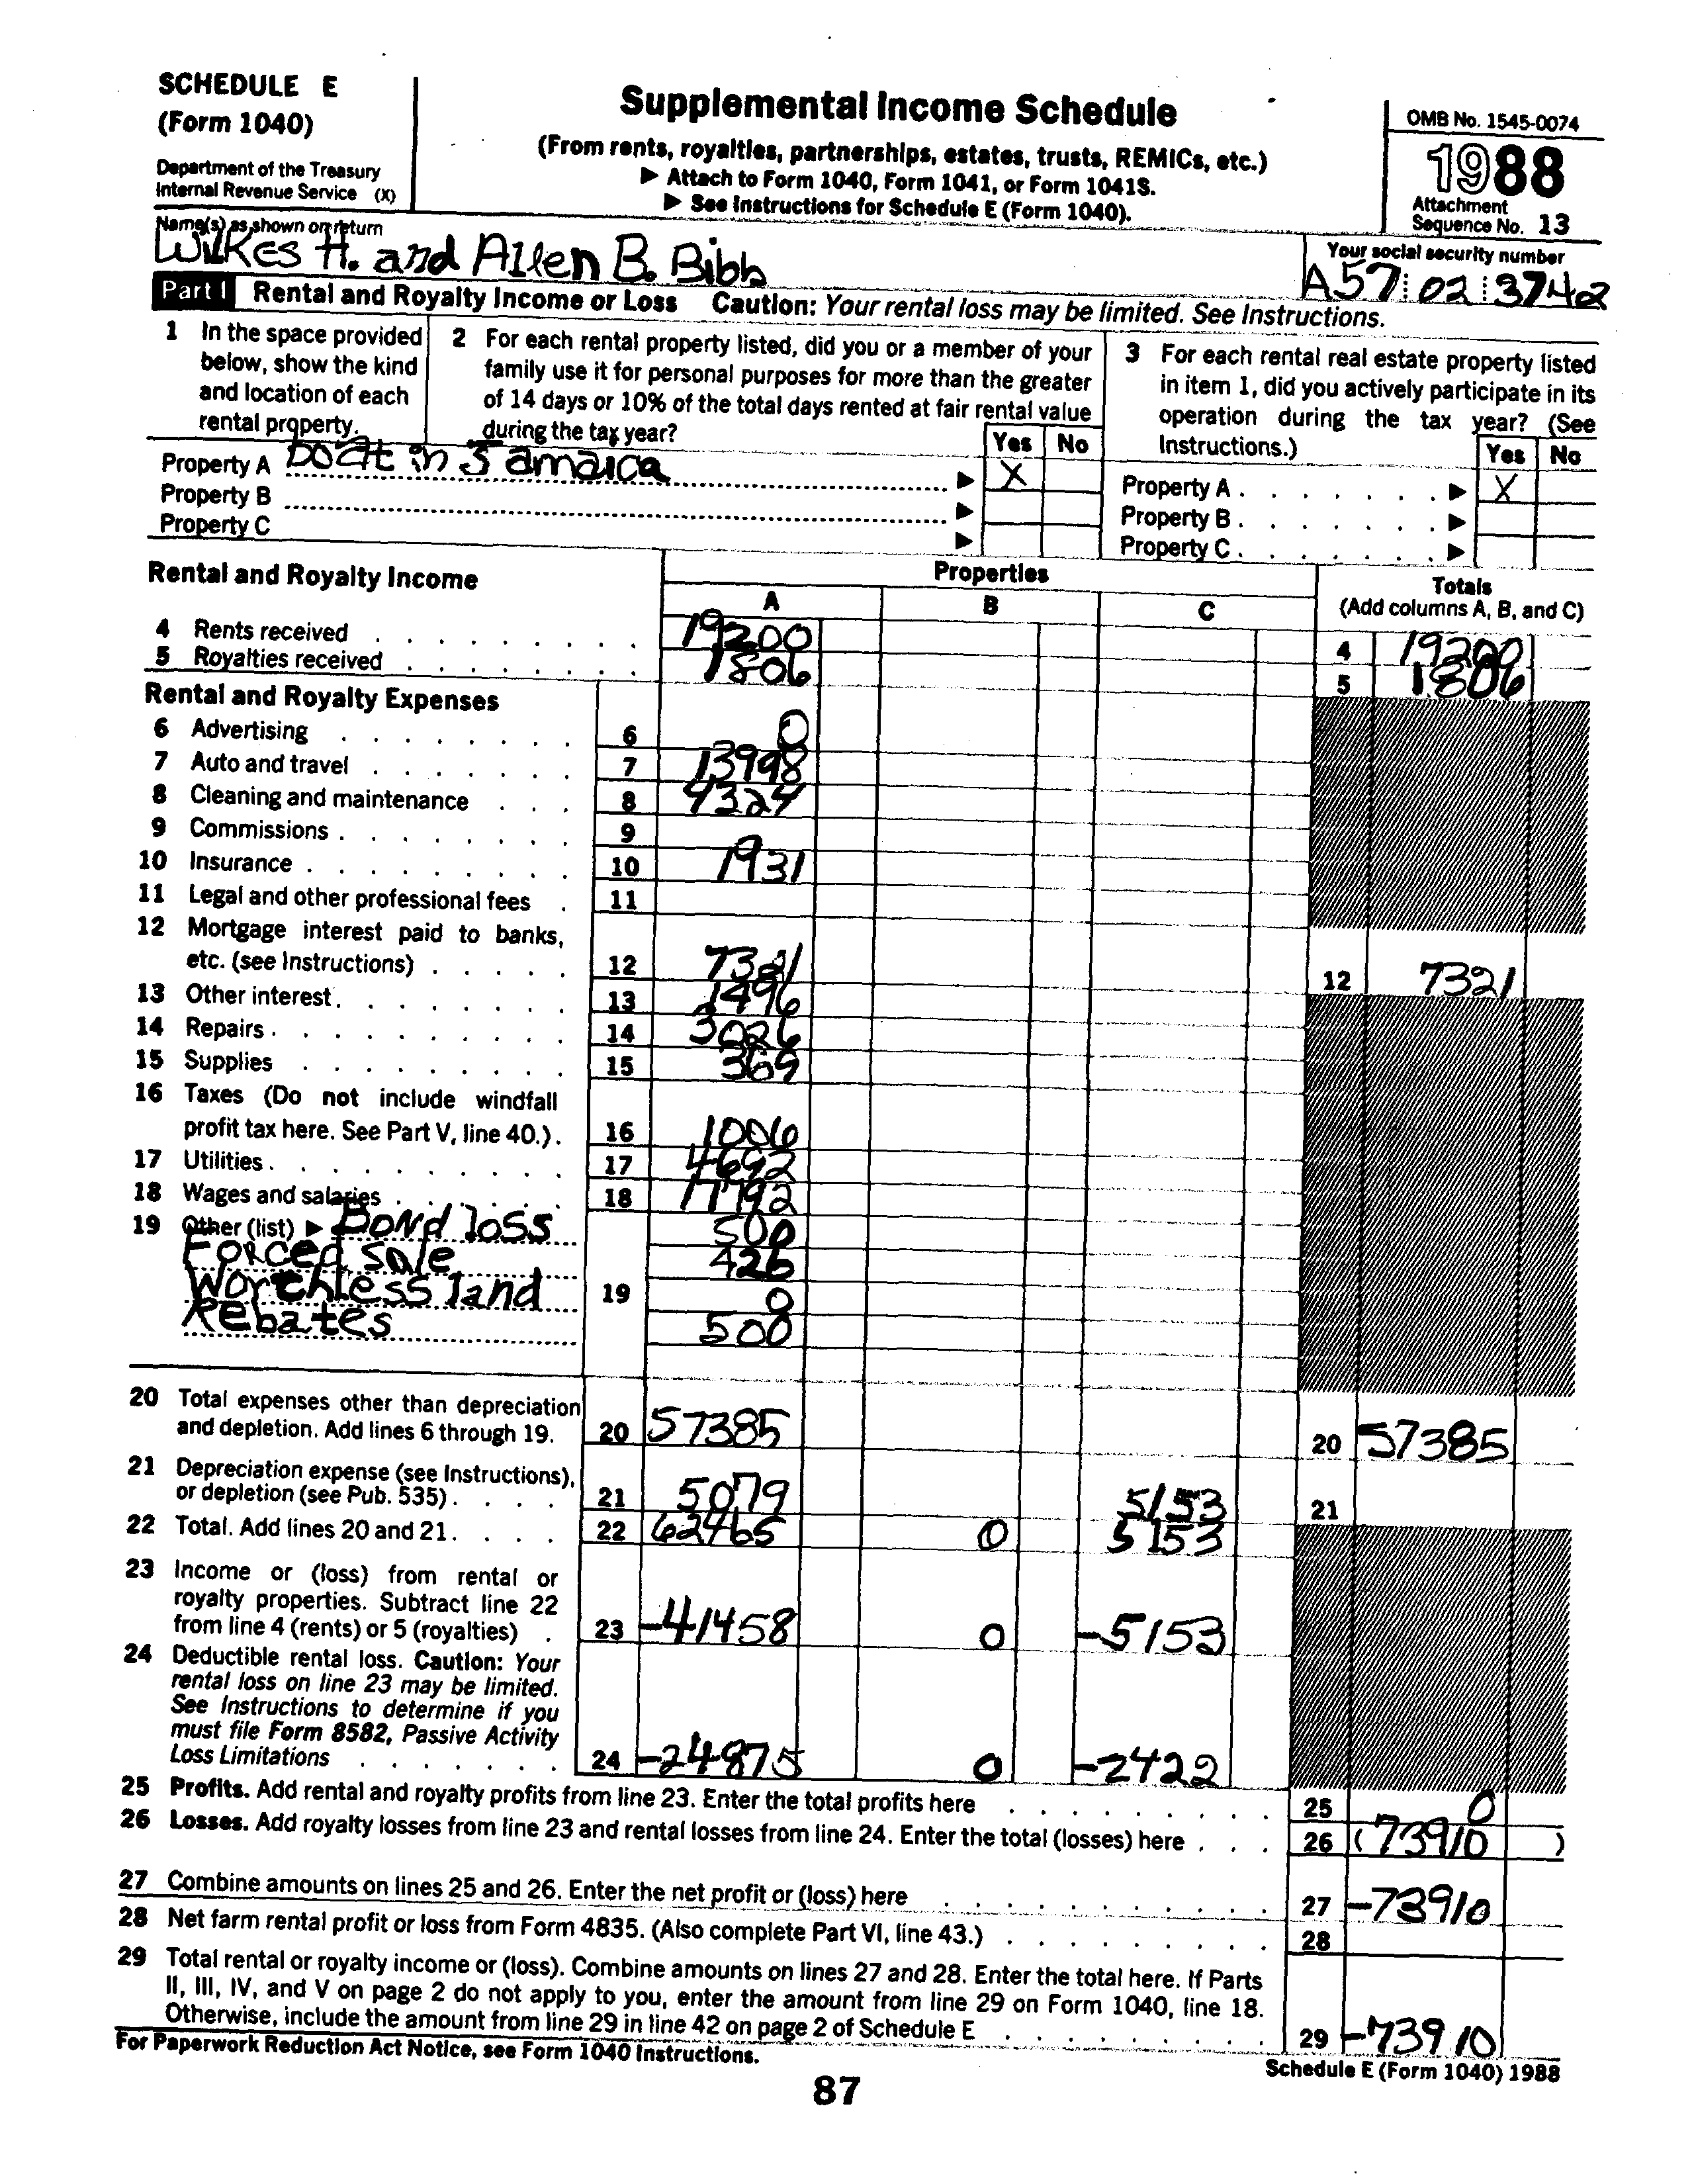 SCHEDULE E
(Form 1040)
Department of the Treasury
Internal Revenue Service (X)
Supplemental Income Schedule
(From rents, royalties, partnerships, estates, trusts, REMICs, etc.)
▶ Attach to Form 1040, Form 1041, or Form 1041S.
▶ See Instructions for Schedule E (Form 1040).
OMB No. 1545-0074
1988
Attachment
Sequence No. 13
Name(s) as shown on return
Wilkes H. and Allen B. Bibb
Your social security number
A57 02 3742
Part I Rental and Royalty Income or Loss Caution: Your rental loss may be limited. See Instructions.
1 In the space provided
below, show the kind
and location of each
rental property.
2 For each rental property listed, did you or a member of your
family use it for personal purposes for more than the greater
of 14 days or 10% of the total days rented at fair rental value
during the tax year?
Yes No
3 For each rental real estate property listed
in item 1, did you actively participate in its
operation during the tax year? (See
Instructions.)
Yes No
Property A Boat in Jamaica ▶ X
Property B ▶
Property C ▶
Property A ▶ X
Property B ▶
Property C ▶
Rental and Royalty Income
Properties
A B C
Totals
(Add columns A, B, and C)
4 Rents received 19200 4 19200
5 Royalties received 1806 5 1806
Rental and Royalty Expenses
6 Advertising 6 0
7 Auto and travel 7 13998
8 Cleaning and maintenance 8 4324
9 Commissions 9
10 Insurance 10 1931
11 Legal and other professional fees 11
12 Mortgage interest paid to banks,
etc. (see Instructions) 12 7321 12 7321
13 Other interest 13 1496
14 Repairs 14 3026
15 Supplies 15 369
16 Taxes (Do not include windfall
profit tax here. See Part V, line 40.) 16 1006
17 Utilities 17 4692
18 Wages and salaries 18 17792
19 Other (list) ▶ Bond loss 500
Forced sale 426
Worthless land 19 0
Rebates 500
20 Total expenses other than depreciation
and depletion. Add lines 6 through 19. 20 57385 20 57385
21 Depreciation expense (see Instructions),
or depletion (see Pub. 535) 21 5079 5153 21
22 Total. Add lines 20 and 21 22 62465 0 5153
23 Income or (loss) from rental or
royalty properties. Subtract line 22
from line 4 (rents) or 5 (royalties) 23 -41458 0 -5153
24 Deductible rental loss. Caution: Your
rental loss on line 23 may be limited.
See Instructions to determine if you
must file Form 8582, Passive Activity
Loss Limitations 24 -24875 0 -2422
25 Profits. Add rental and royalty profits from line 23. Enter the total profits here 25 0
26 Losses. Add royalty losses from line 23 and rental losses from line 24. Enter the total (losses) here 26 (73910)
27 Combine amounts on lines 25 and 26. Enter the net profit or (loss) here 27 -73910
28 Net farm rental profit or loss from Form 4835. (Also complete Part VI, line 43.) 28
29 Total rental or royalty income or (loss). Combine amounts on lines 27 and 28. Enter the total here. If Parts
II, III, IV, and V on page 2 do not apply to you, enter the amount from line 29 on Form 1040, line 18.
Otherwise, include the amount from line 29 in line 42 on page 2 of Schedule E 29 -73910
For Paperwork Reduction Act Notice, see Form 1040 Instructions.
Schedule E (Form 1040) 1988
87